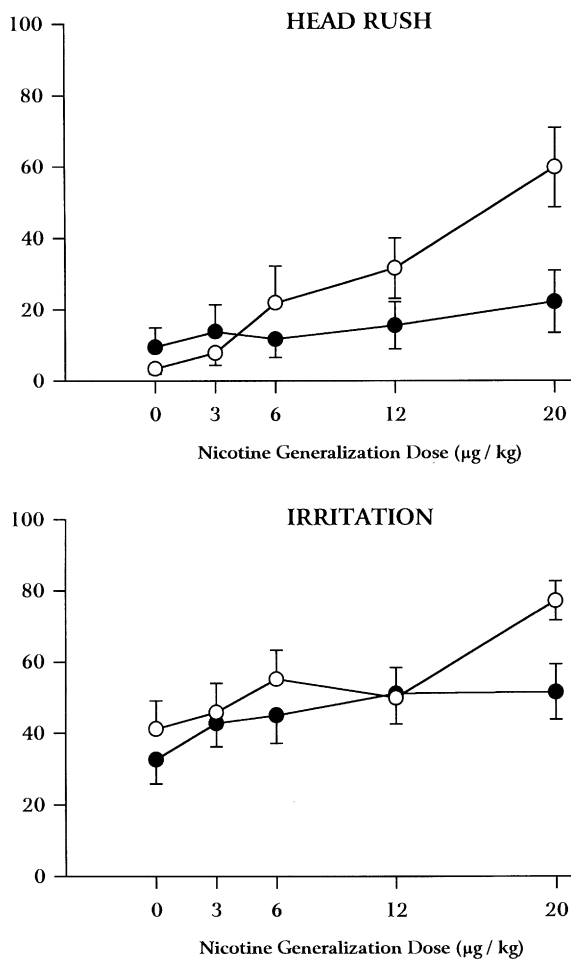 HEAD RUSH
100
80
60
40
20
0
0 3 6 12 20
Nicotine Generalization Dose (µg / kg)
IRRITATION
100
80
60
40
20
0
0 3 6 12 20
Nicotine Generalization Dose (µg / kg)